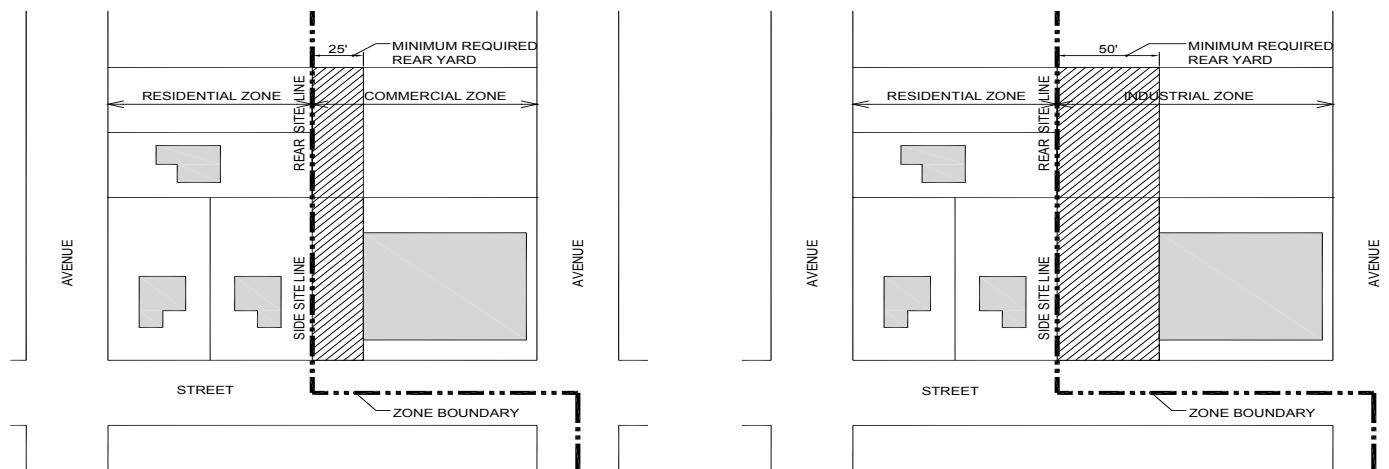 25'
MINIMUM REQUIRED
REAR YARD
RESIDENTIAL ZONE
COMMERCIAL ZONE
REAR SITE LINE
SIDE SITE LINE
AVENUE
AVENUE
STREET
ZONE BOUNDARY
50'
MINIMUM REQUIRED
REAR YARD
RESIDENTIAL ZONE
INDUSTRIAL ZONE
REAR SITE LINE
SIDE SITE LINE
AVENUE
AVENUE
STREET
ZONE BOUNDARY